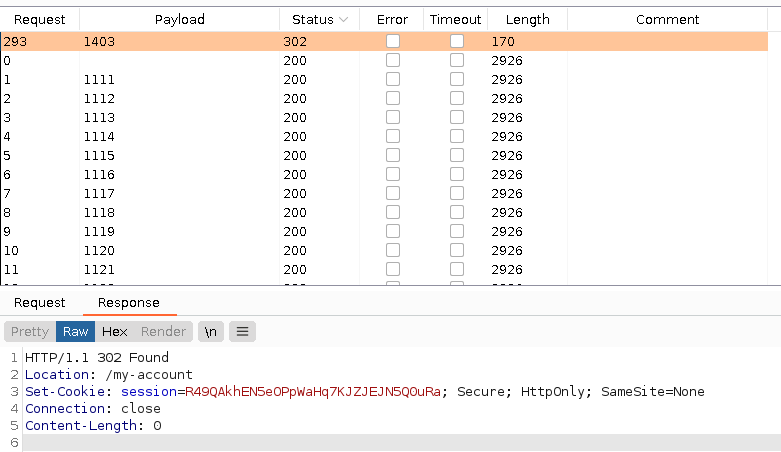 Request Payload Status Error Timeout Length Comment
293 1403 302 170
0 200 2926
1 1111 200 2926
2 1112 200 2926
3 1113 200 2926
4 1114 200 2926
5 1115 200 2926
6 1116 200 2926
7 1117 200 2926
8 1118 200 2926
9 1119 200 2926
10 1120 200 2926
11 1121 200 2926
Request Response
Pretty Raw Hex Render \n
1 HTTP/1.1 302 Found
2 Location: /my-account
3 Set-Cookie: session=R49QAkhEN5eOPpWaHq7KJZJEJN5Q0uRa; Secure; HttpOnly; SameSite=None
4 Connection: close
5 Content-Length: 0
6